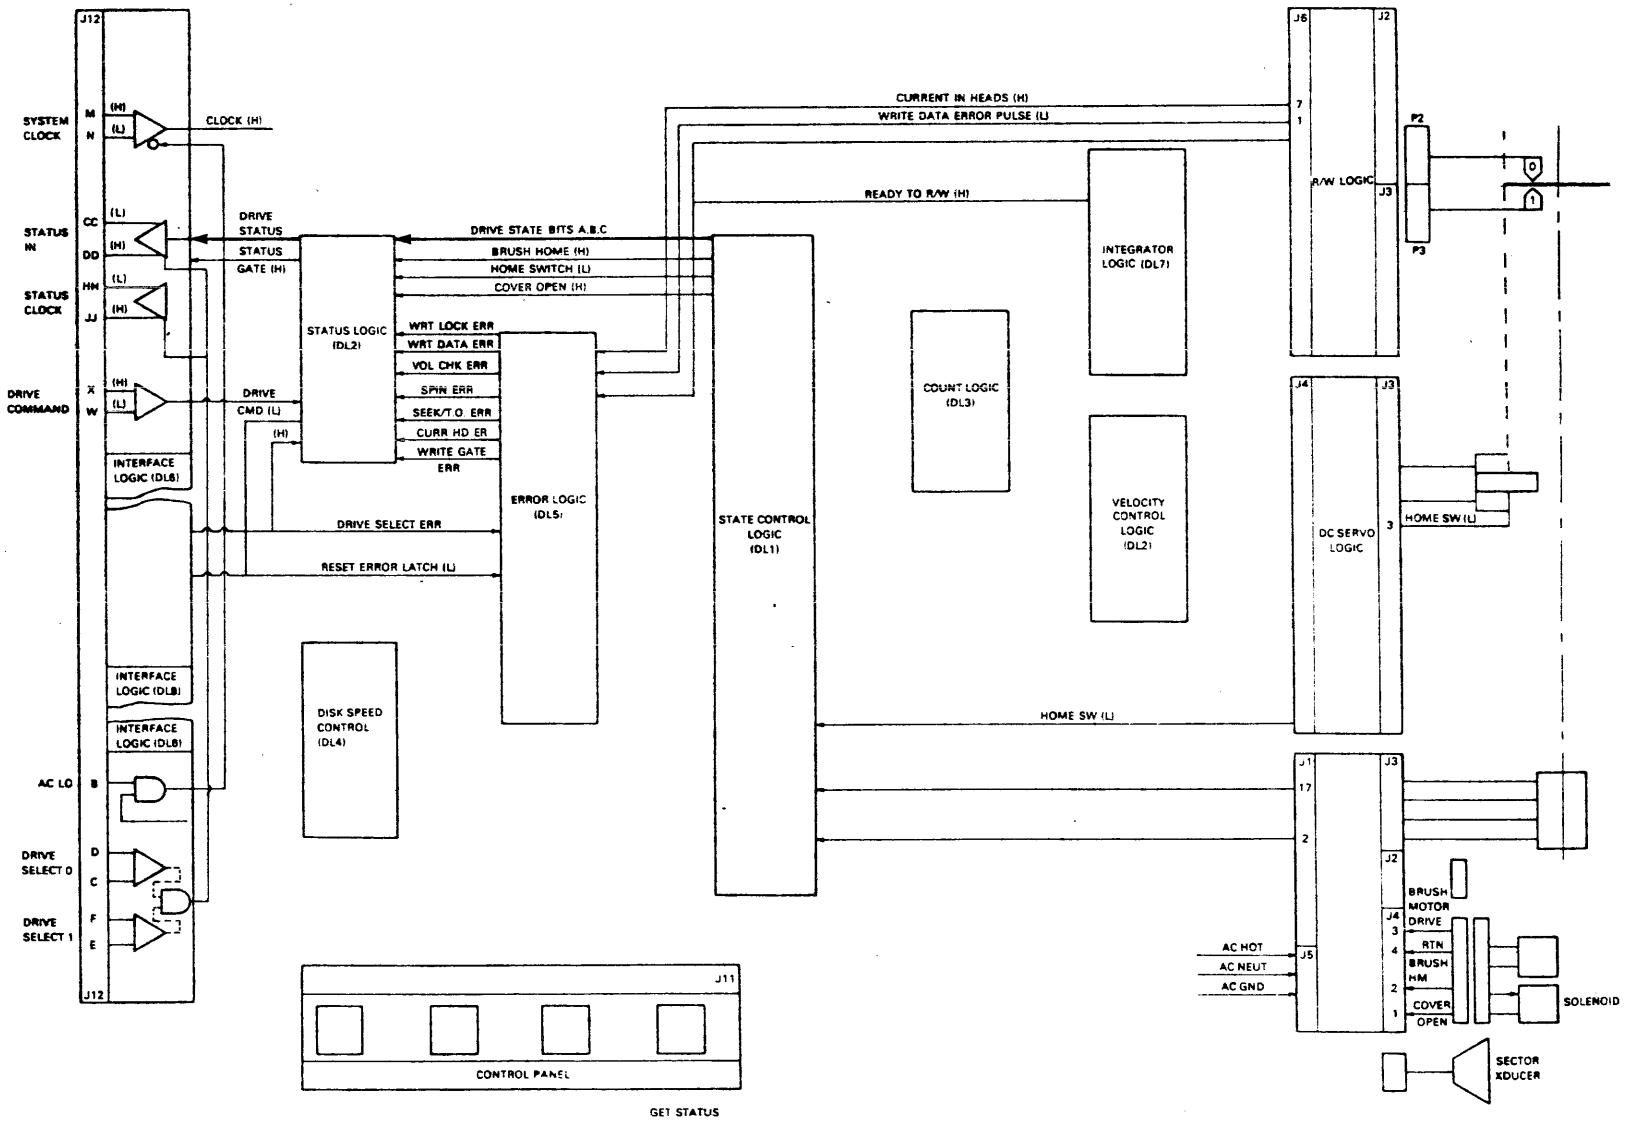 J12
SYSTEM
CLOCK
M
(H)
N
(L)
CLOCK (H)
STATUS
IN
CC
(L)
(H)
DD
STATUS
CLOCK
HH
(L)
(H)
JJ
DRIVE
COMMAND
X
(H)
W
(L)
INTERFACE
LOGIC (DL6)
INTERFACE
LOGIC (DL8)
INTERFACE
LOGIC (DL6)
AC LO
B
DRIVE
SELECT 0
D
C
DRIVE
SELECT 1
F
E
J12
DRIVE
STATUS
STATUS
GATE (H)
DRIVE
CMD (L)
(H)
STATUS LOGIC
(DL2)
DRIVE STATE BITS A,B,C
BRUSH HOME (H)
HOME SWITCH (L)
COVER OPEN (H)
WRT LOCK ERR
WRT DATA ERR
VOL CHK ERR
SPIN ERR
SEEK/T.O. ERR
CURR HD ER
WRITE GATE
ERR
DRIVE SELECT ERR
RESET ERROR LATCH (L)
ERROR LOGIC
(DL5)
DISK SPEED
CONTROL
(DL4)
STATE CONTROL
LOGIC
(DL1)
CURRENT IN HEADS (H)
WRITE DATA ERROR PULSE (L)
READY TO R/W (H)
INTEGRATOR
LOGIC (DL7)
COUNT LOGIC
(DL3)
VELOCITY
CONTROL
LOGIC
(DL2)
HOME SW (L)
J6
J2
7
1
R/W LOGIC
J3
P2
P3
0
1
J4
J3
3
HOME SW (L)
DC SERVO
LOGIC
J1
J3
17
2
J2
J4
J5
BRUSH
MOTOR
DRIVE
3
RTN
4
BRUSH
HM
2
COVER
1
OPEN
AC HOT
AC NEUT
AC GND
SOLENOID
SECTOR
XDUCER
J11
CONTROL PANEL
GET STATUS